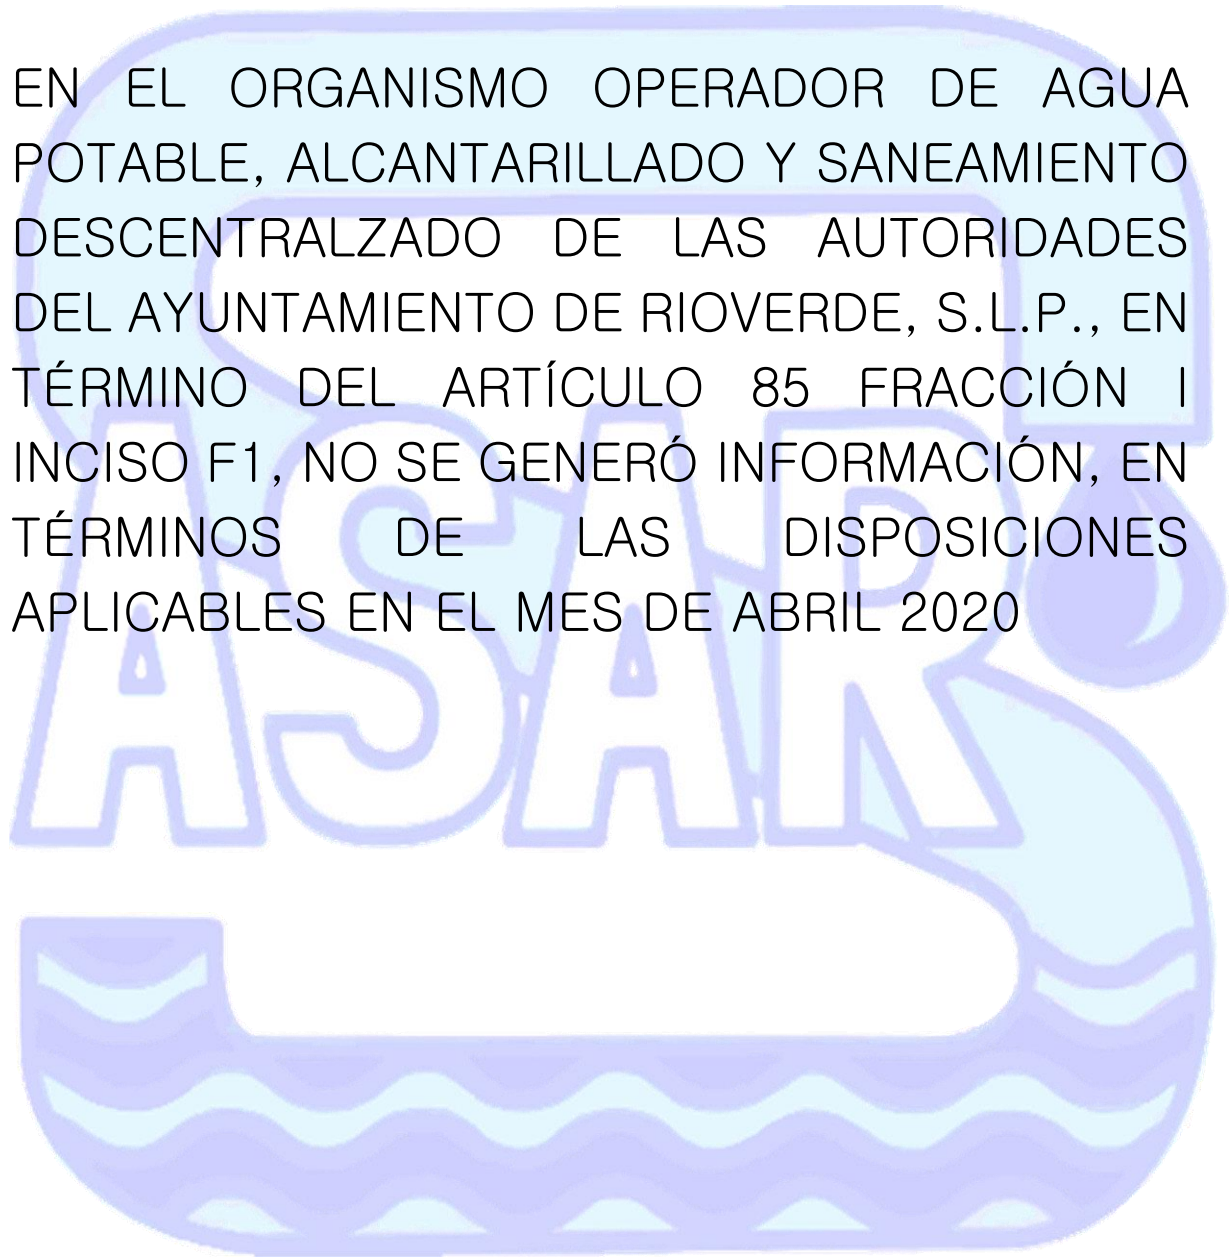 EN EL ORGANISMO OPERADOR DE AGUA
POTABLE, ALCANTARILLADO Y SANEAMIENTO
DESCENTRALZADO DE LAS AUTORIDADES
DEL AYUNTAMIENTO DE RIOVERDE, S.L.P., EN
TÉRMINO DEL ARTÍCULO 85 FRACCIÓN I
INCISO F1, NO SE GENERÓ INFORMACIÓN, EN
TÉRMINOS DE LAS DISPOSICIONES
APLICABLES EN EL MES DE ABRIL 2020
ASAR